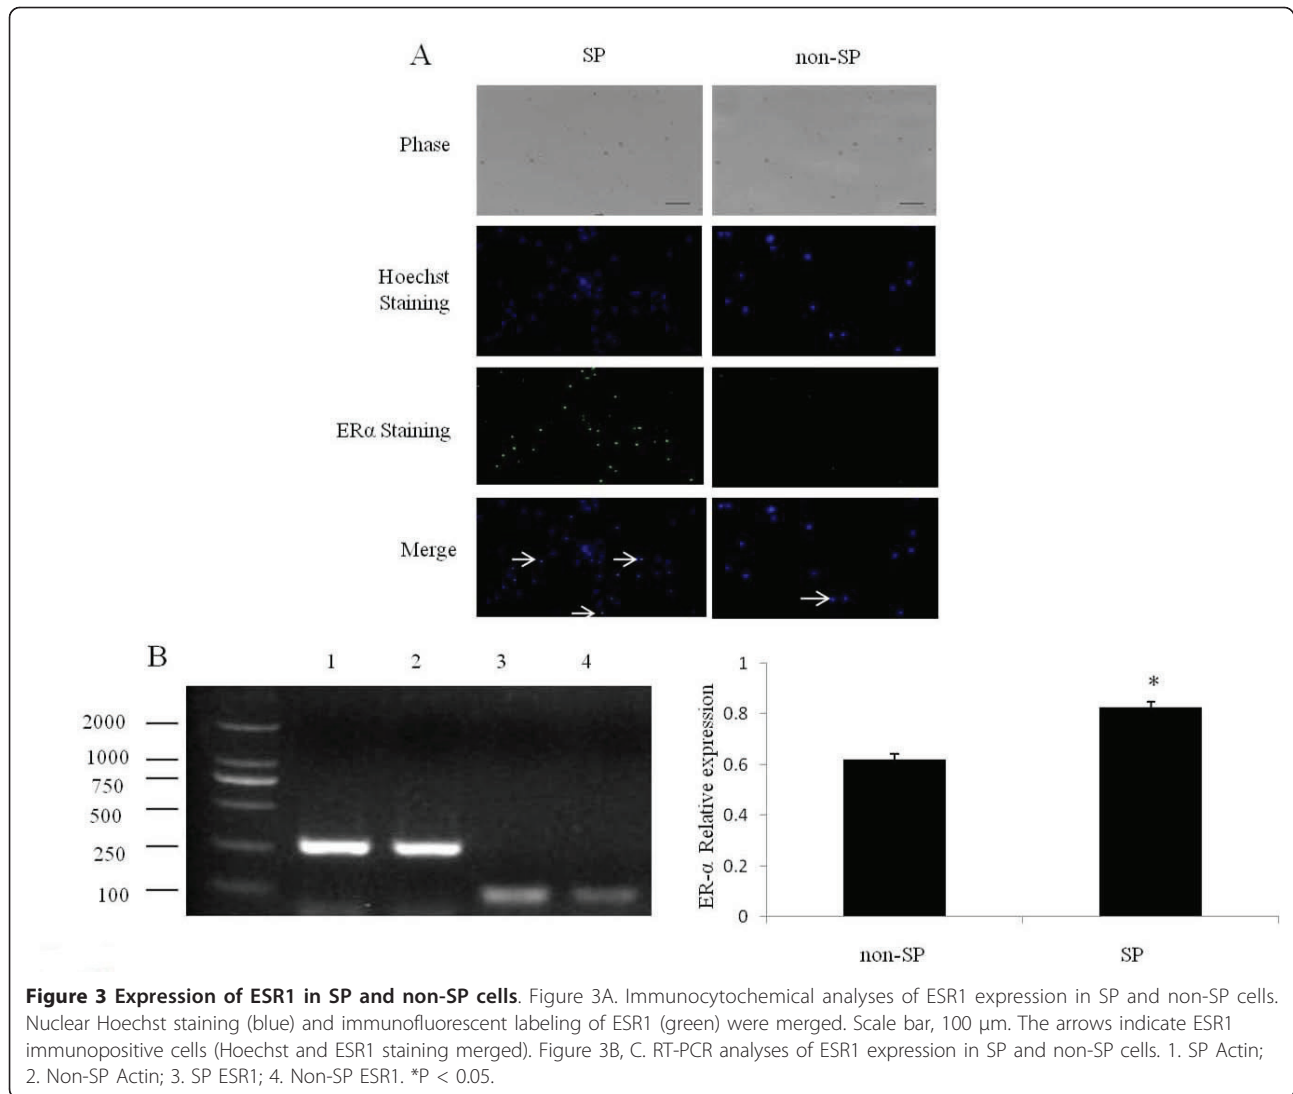 A
SP
non-SP
Phase
Hoechst
Staining
ERα Staining
Merge
B
1 2 3 4
2000
1000
750
500
250
100
ER-α Relative expression
1
0.8
0.6
0.4
0.2
0
*
non-SP
SP
Figure 3 Expression of ESR1 in SP and non-SP cells. Figure 3A. Immunocytochemical analyses of ESR1 expression in SP and non-SP cells.
Nuclear Hoechst staining (blue) and immunofluorescent labeling of ESR1 (green) were merged. Scale bar, 100 μm. The arrows indicate ESR1
immunopositive cells (Hoechst and ESR1 staining merged). Figure 3B, C. RT-PCR analyses of ESR1 expression in SP and non-SP cells. 1. SP Actin;
2. Non-SP Actin; 3. SP ESR1; 4. Non-SP ESR1. *P < 0.05.